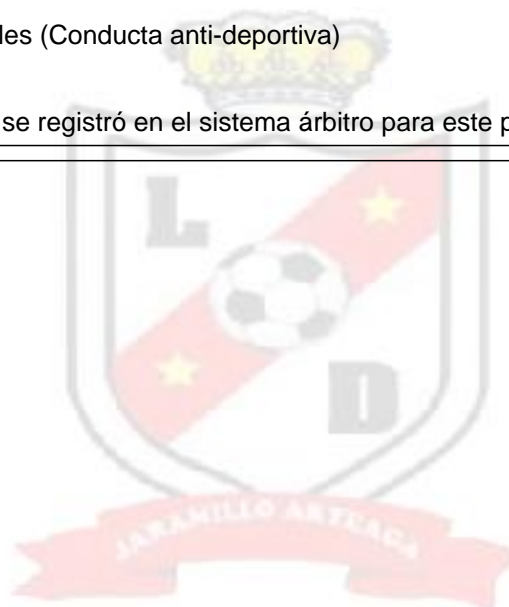 les (Conducta anti-deportiva)
se registró en el sistema árbitro para este p
L
D
JARAMILLO ARTEAGA